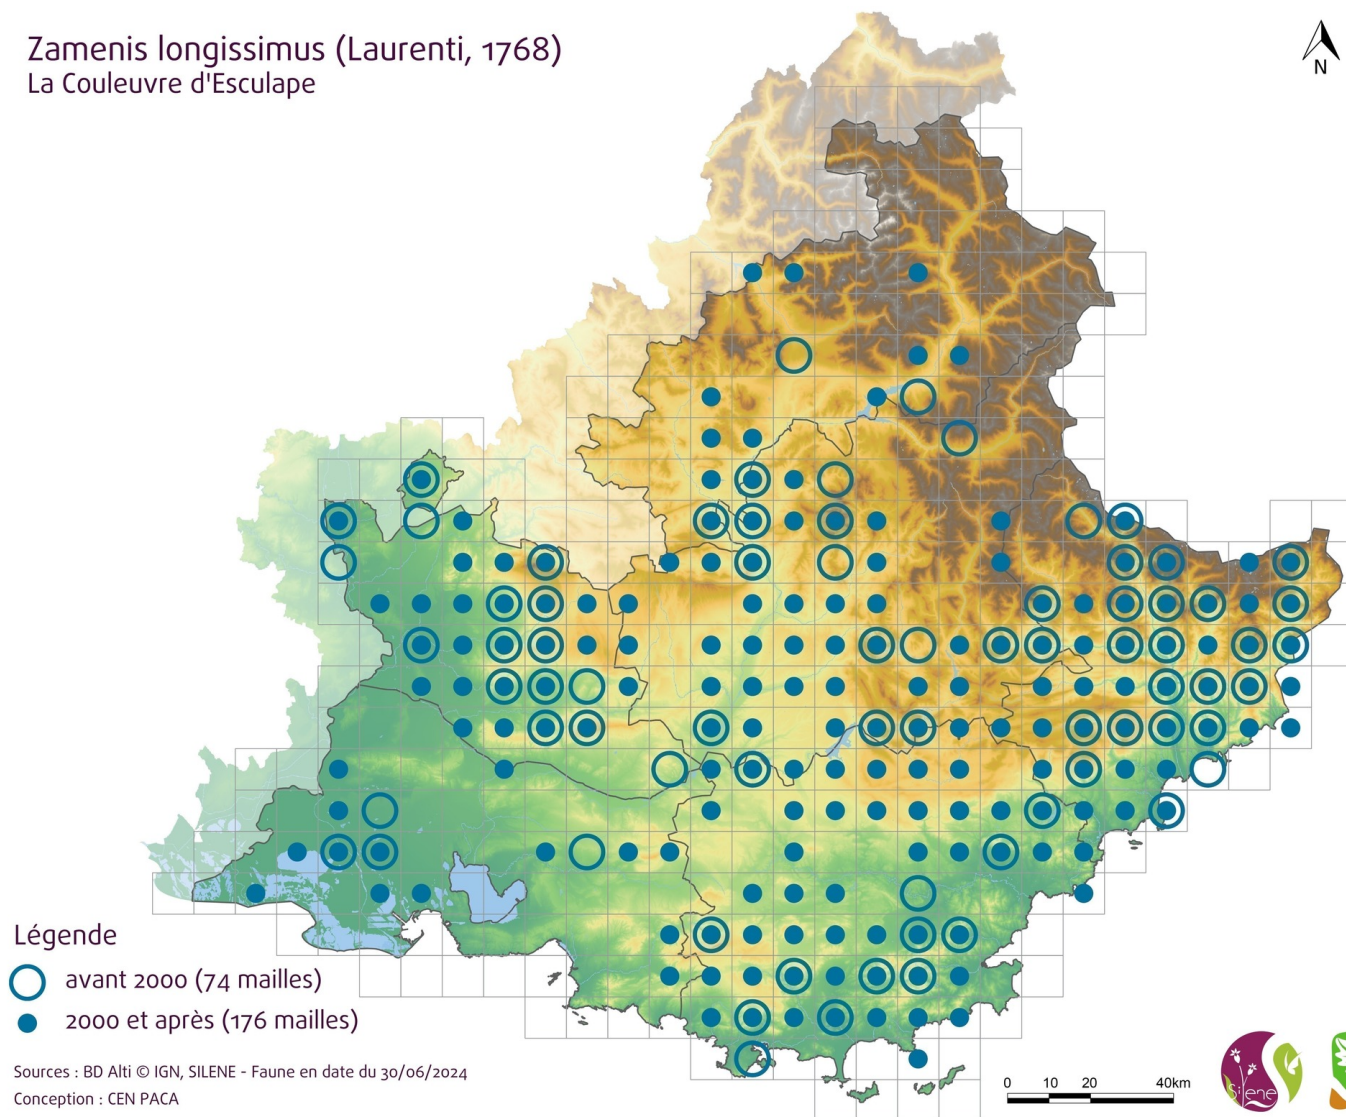 Zamenis longissimus (Laurenti, 1768)
La Couleuvre d'Esculape
N
Légende
avant 2000 (74 mailles)
2000 et après (176 mailles)
Sources : BD Alti © IGN, SILENE - Faune en date du 30/06/2024
Conception : CEN PACA
0 10 20 40km
Silene